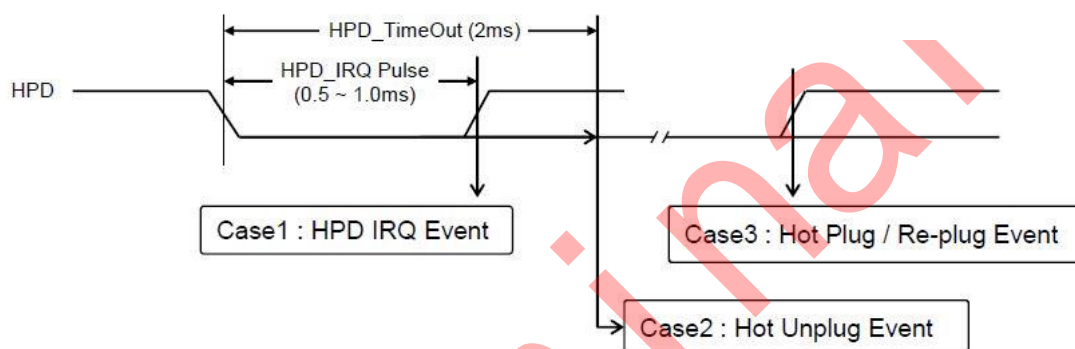 HPD_TimeOut (2ms)
HPD_IRQ Pulse
(0.5 ~ 1.0ms)
HPD
Case1 : HPD IRQ Event
Case3 : Hot Plug / Re-plug Event
Case2 : Hot Unplug Event